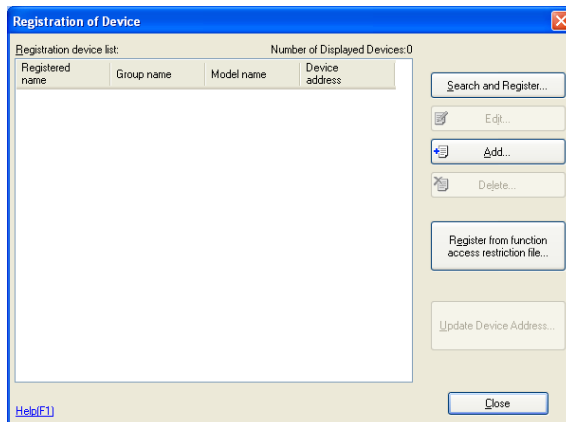 Registration of Device
Registration device list:
Number of Displayed Devices:0
Registered name
Group name
Model name
Device address
Search and Register...
Edit...
Add...
Delete...
Register from function
access restriction file...
Update Device Address...
Close
Help(F1)